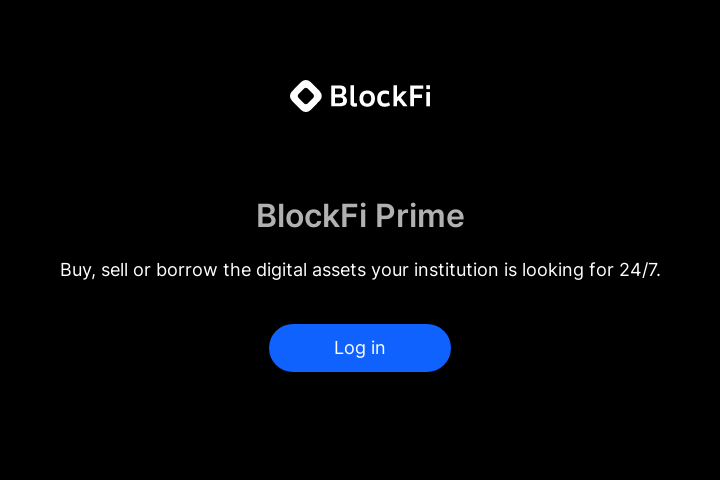 BlockFi
BlockFi Prime
Buy, sell or borrow the digital assets your institution is looking for 24/7.
Log in